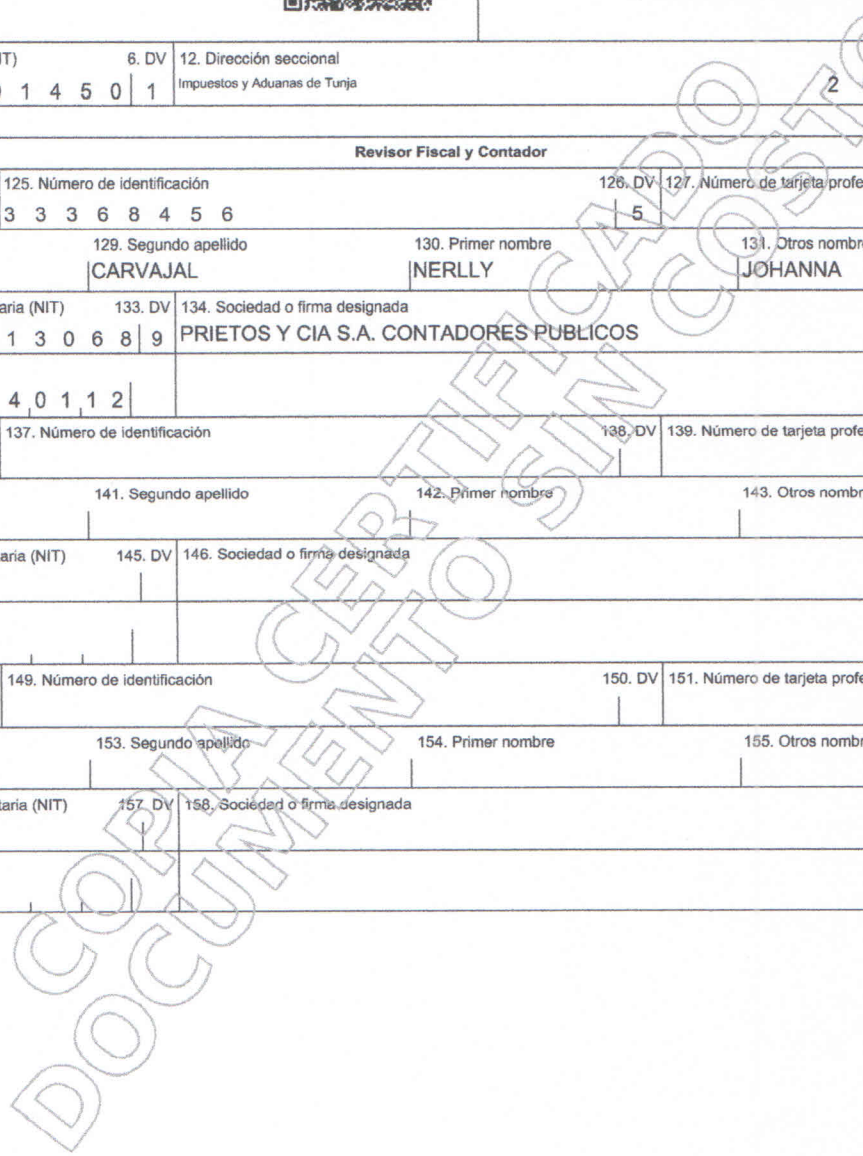 T) 6. DV 12. Dirección seccional
1 4 5 0 1 Impuestos y Aduanas de Tunja 2
Revisor Fiscal y Contador
125. Número de identificación 126. DV 127. Número de tarjeta profe
3 3 3 6 8 4 5 6 5
129. Segundo apellido 130. Primer nombre 131. Otros nombre
CARVAJAL NERLLY JOHANNA
aria (NIT) 133. DV 134. Sociedad o firma designada
1 3 0 6 8 9 PRIETOS Y CIA S.A. CONTADORES PUBLICOS
4 0 1 1 2
137. Número de identificación 138. DV 139. Número de tarjeta profe
141. Segundo apellido 142. Primer nombre 143. Otros nombr
aria (NIT) 145. DV 146. Sociedad o firma designada
149. Número de identificación 150. DV 151. Número de tarjeta profe
153. Segundo apellido 154. Primer nombre 155. Otros nombr
taria (NIT) 157. DV 158. Sociedad o firma designada
COPIA CERTIFICADO
DOCUMENTO SIN COSTO